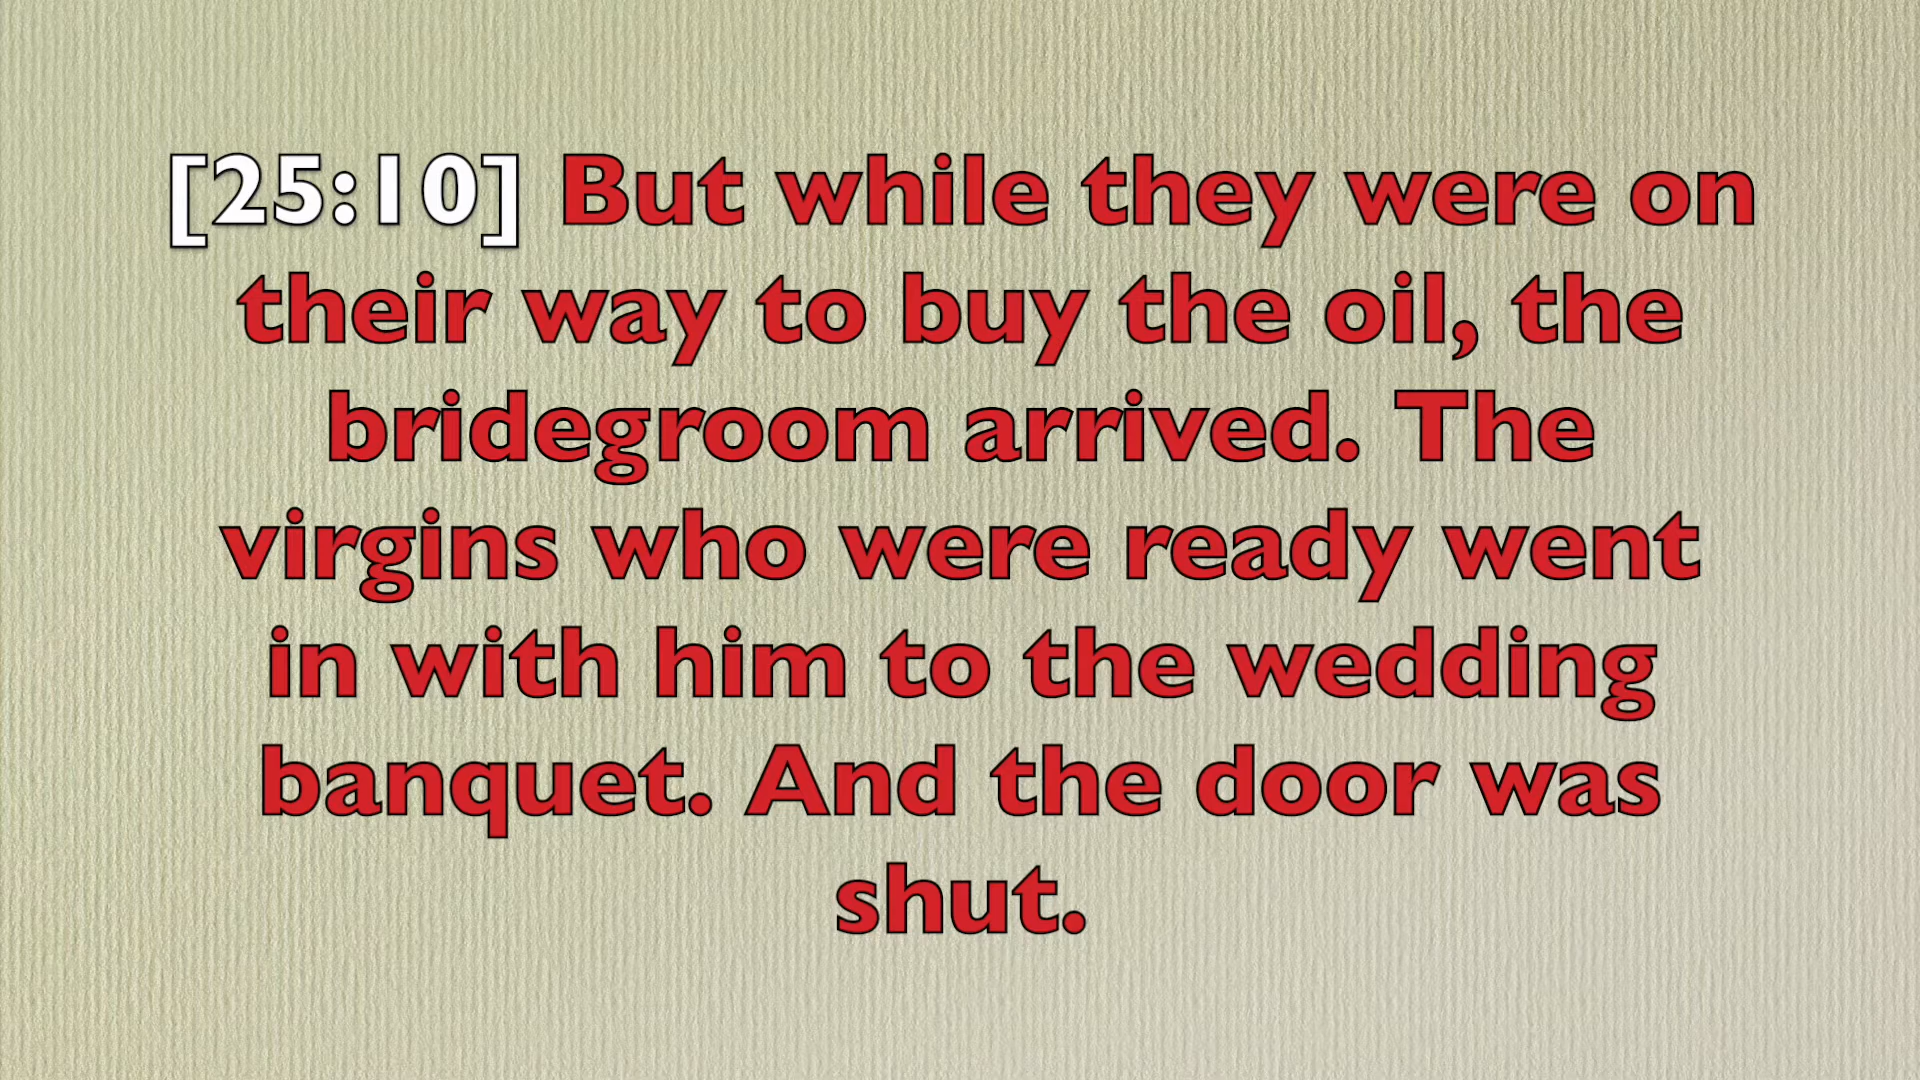 [25:10] But while they were on
their way to buy the oil, the
bridegroom arrived. The
virgins who were ready went
in with him to the wedding
banquet. And the door was
shut.